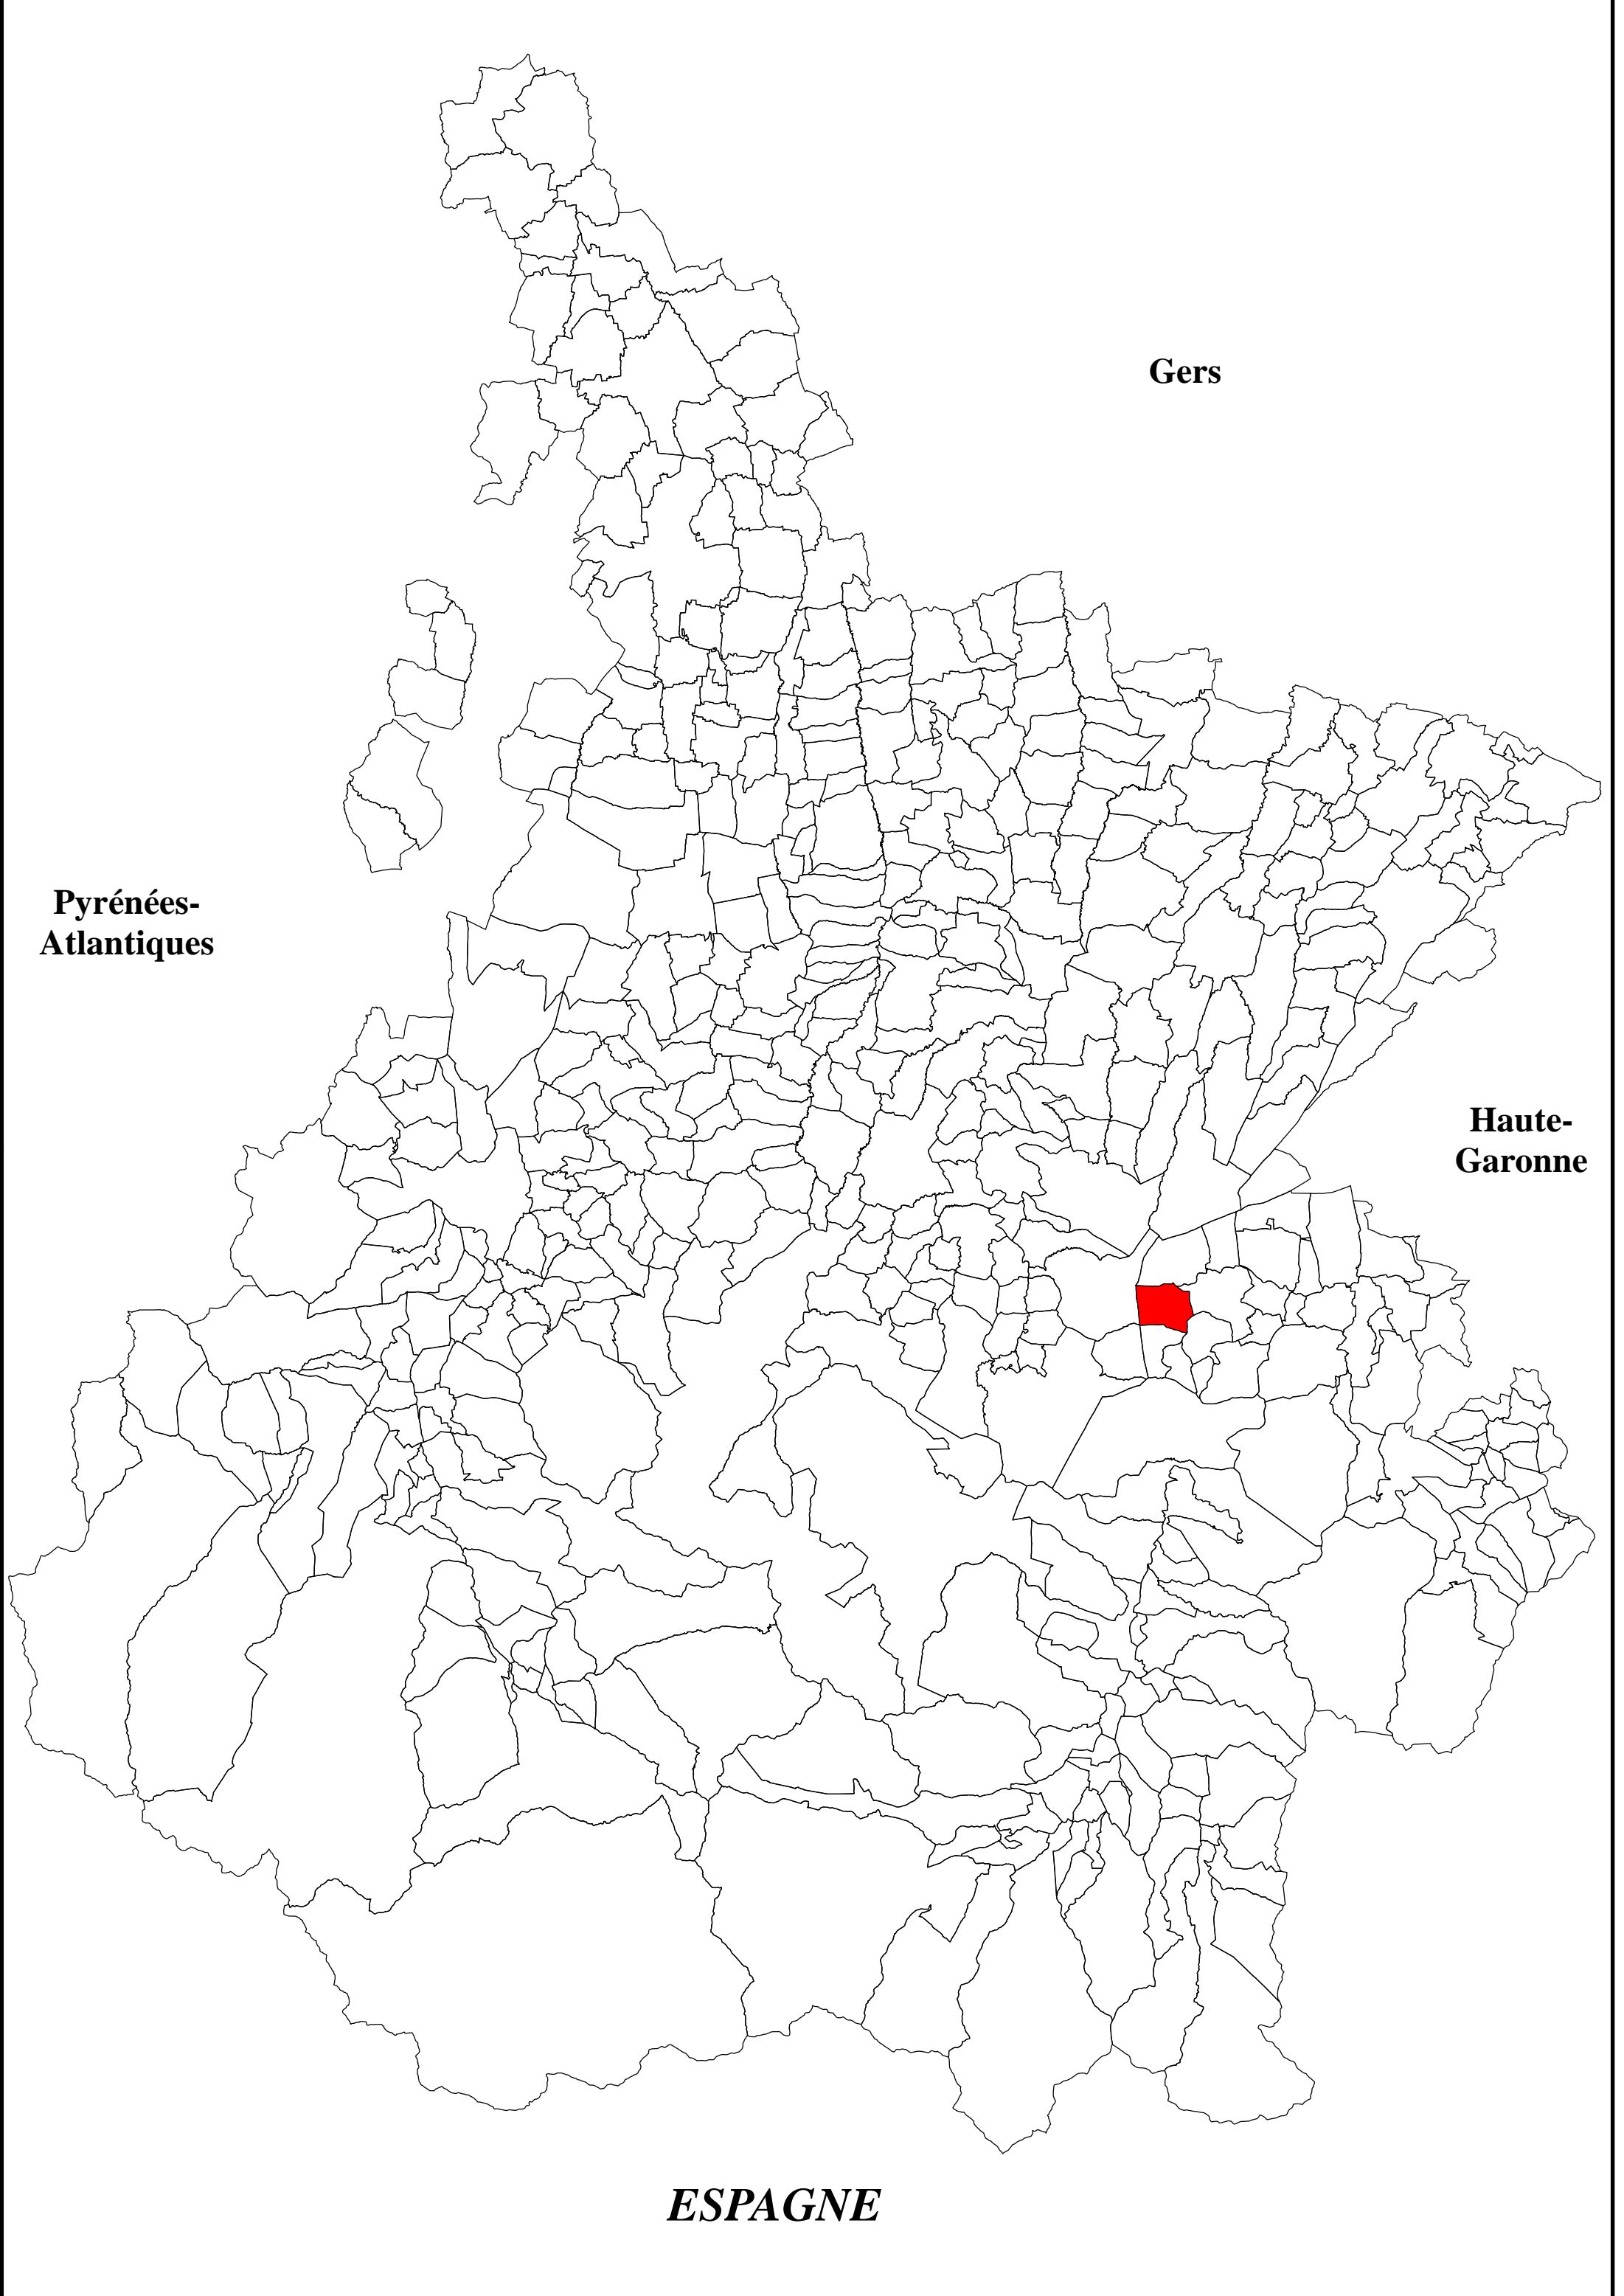 Gers
Pyrénées-
Atlantiques
Haute-
Garonne
ESPAGNE